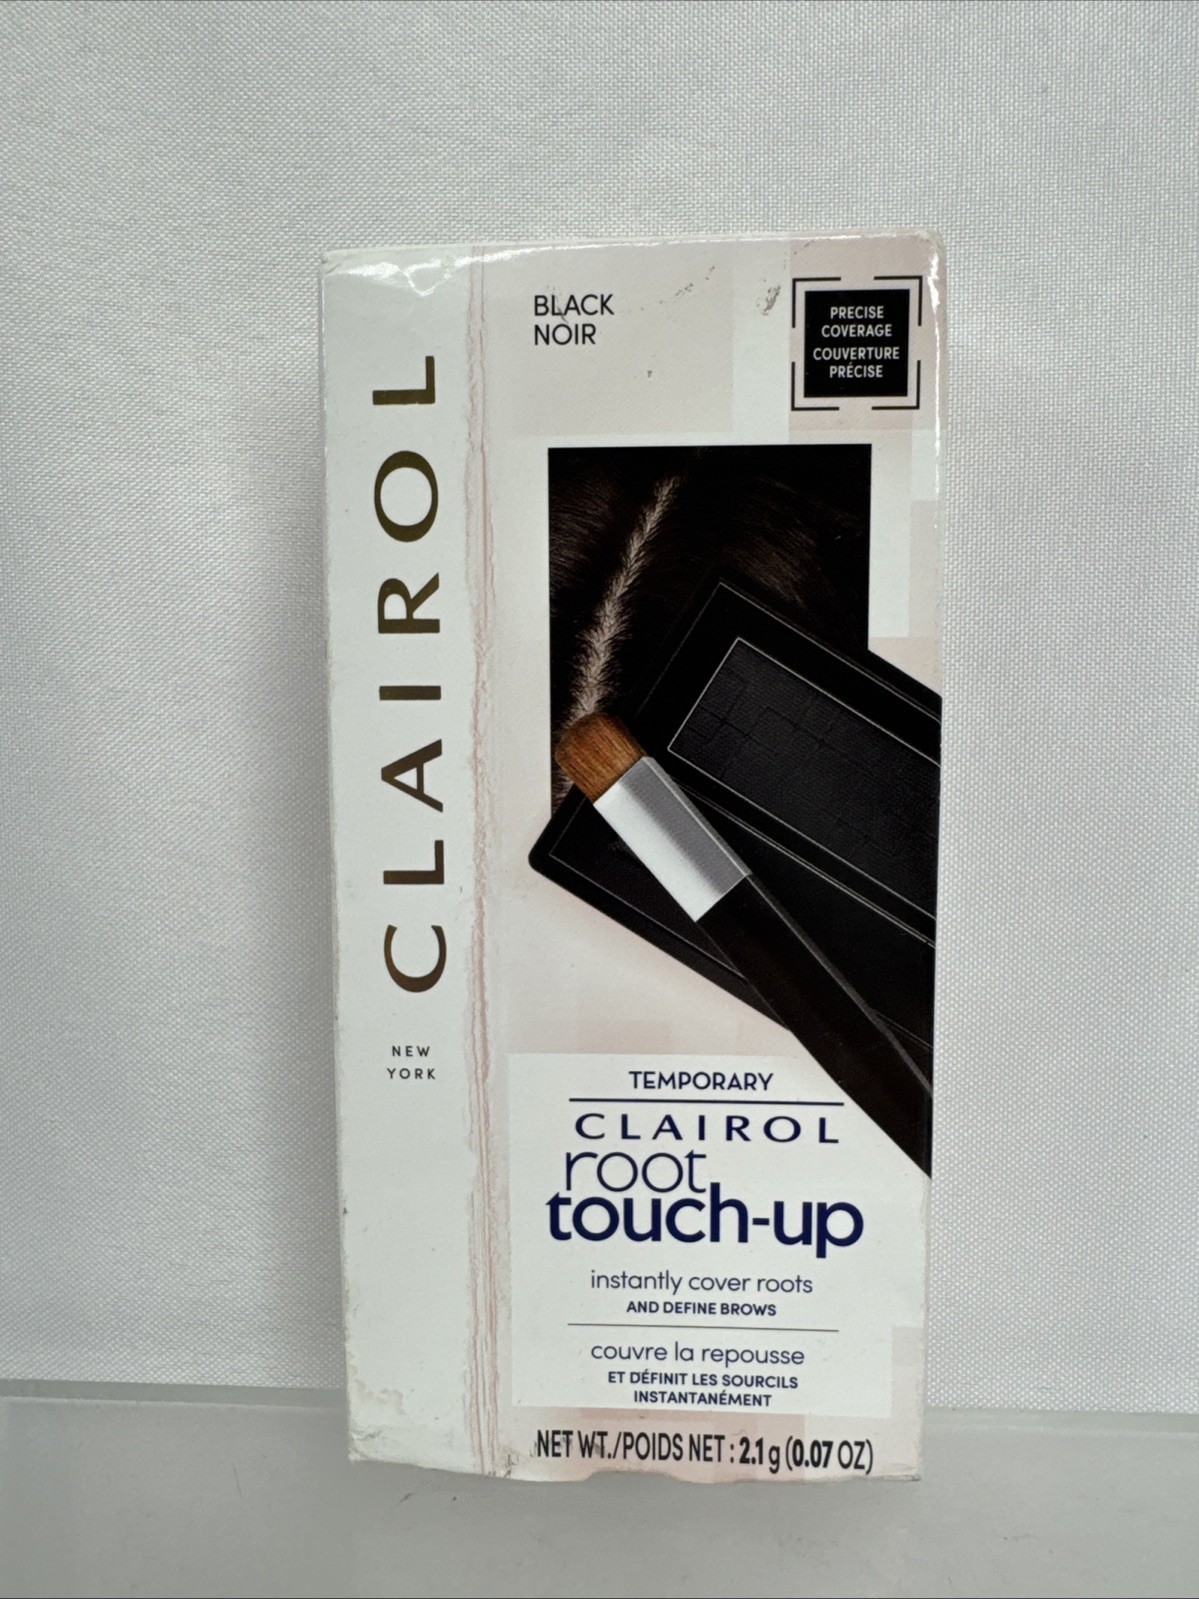 CLAIROL
NEW
YORK
BLACK
NOIR
PRECISE
COVERAGE
COUVERTURE
PRÉCISE
TEMPORARY
CLAIROL
root
touch-up
instantly cover roots
AND DEFINE BROWS
couvre la repousse
ET DÉFINIT LES SOURCILS
INSTANTANÉMENT
NET WT./POIDS NET : 2.1 g (0.07 OZ)